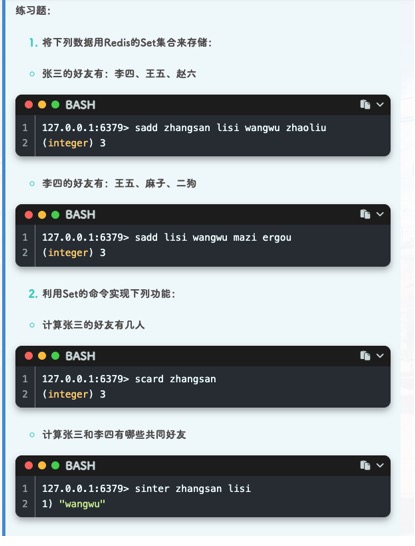 练习题：
1. 将下列数据用Redis的Set集合来存储：
张三的好友有：李四、王五、赵六
BASH
1 127.0.0.1:6379> sadd zhangsan lisi wangwu zhaoliu
2 (integer) 3
李四的好友有：王五、麻子、二狗
BASH
1 127.0.0.1:6379> sadd lisi wangwu mazi ergou
2 (integer) 3
2. 利用Set的命令实现下列功能：
计算张三的好友有几人
BASH
1 127.0.0.1:6379> scard zhangsan
2 (integer) 3
计算张三和李四有哪些共同好友
BASH
1 127.0.0.1:6379> sinter zhangsan lisi
2 1) "wangwu"